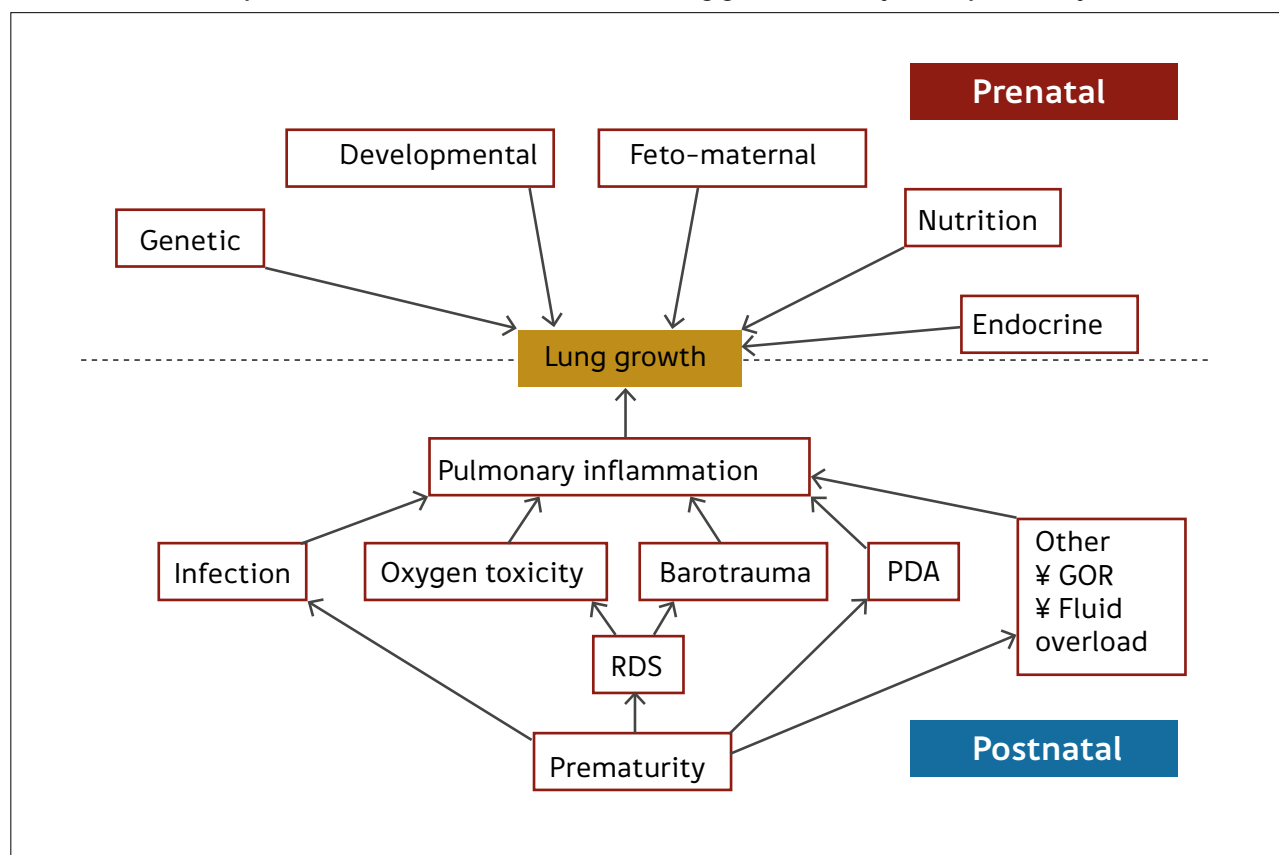 Prenatal
Developmental
Feto-maternal
Nutrition
Genetic
Endocrine
Lung growth
Pulmonary inflammation
Infection
Oxygen toxicity
Barotrauma
PDA
Other
¥ GOR
¥ Fluid
overload
RDS
Prematurity
Postnatal